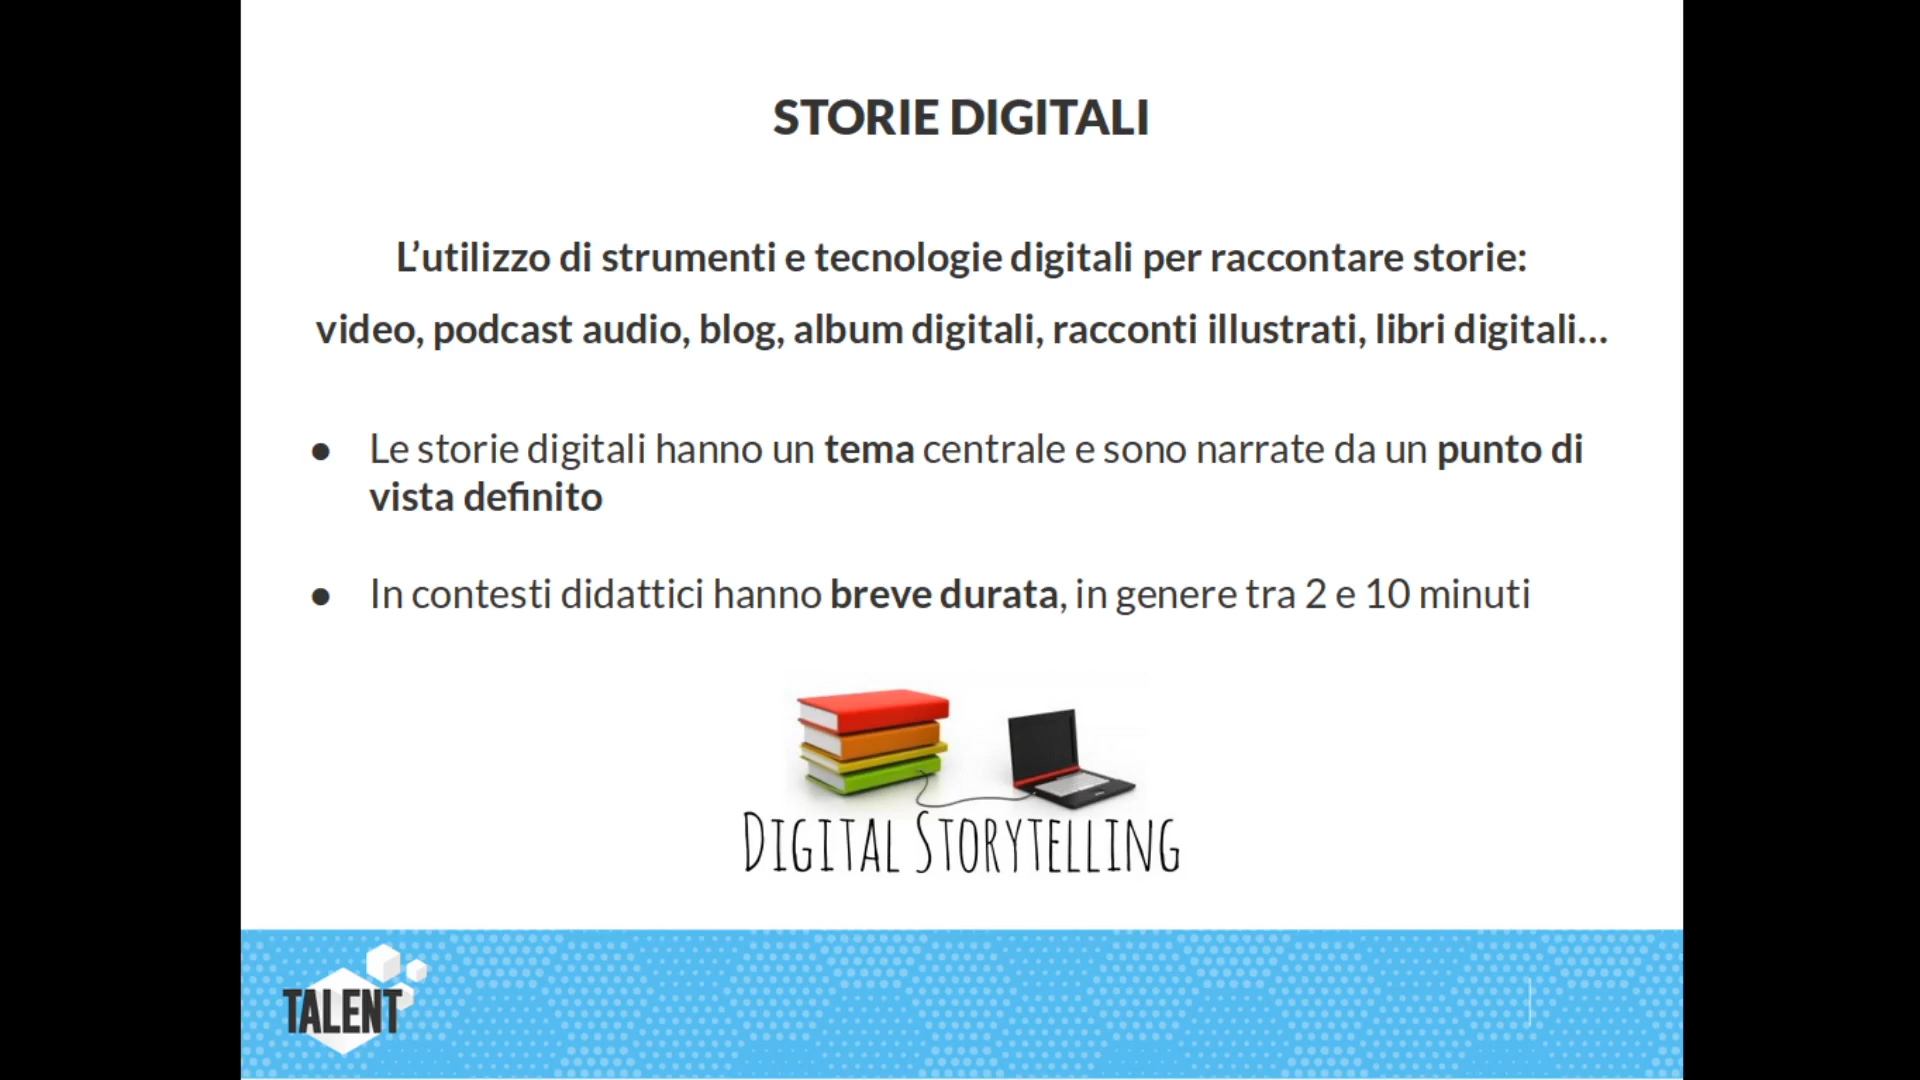 STORIE DIGITALI
L’utilizzo di strumenti e tecnologie digitali per raccontare storie:
video, podcast audio, blog, album digitali, racconti illustrati, libri digitali...
● Le storie digitali hanno un tema centrale e sono narrate da un punto di
vista definito
● In contesti didattici hanno breve durata, in genere tra 2 e 10 minuti
DIGITAL STORYTELLING
TALENT